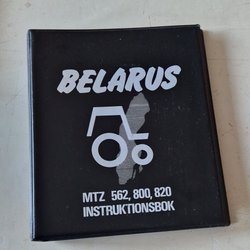 BELARUS
MTZ 562, 800, 820
INSTRUKTIONSBOK